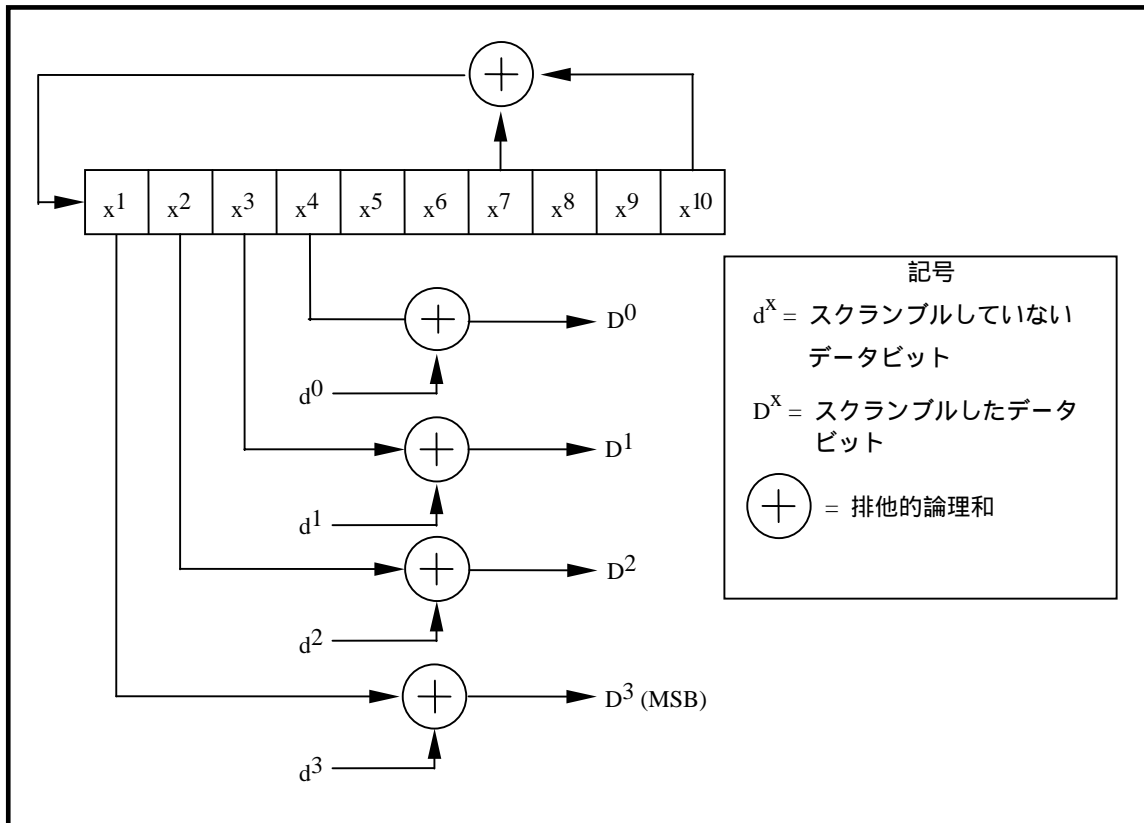 x1 x2 x3 x4 x5 x6 x7 x8 x9 x10
D0
d0
D1
d1
D2
d2
D3 (MSB)
d3
記号
dx = スクランブルしていない
データビット
Dx = スクランブルしたデータ
ビット
= 排他的論理和